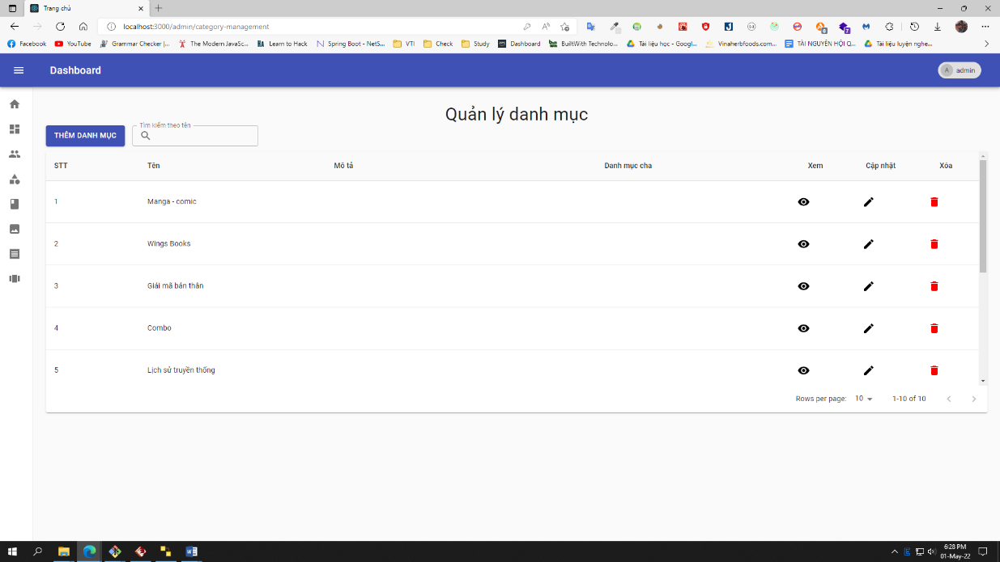 Trang chủ
localhost:3000/admin/category-management
Facebook YouTube Grammar Checker |... The Modern JavaSc... Learn to Hack Spring Boot - NetS... VTI Check Study Dashboard BuiltWith Technolo... Tài liệu học - Googl... Vinaherbfoods.com... TÀI NGUYÊN HỘI Q... Tài liệu luyện nghe...
Dashboard A admin
Quản lý danh mục
THÊM DANH MỤC Tìm kiếm theo tên
STT Tên Mô tả Danh mục cha Xem Cập nhật Xóa
1 Manga - comic
2 Wings Books
3 Giải mã bản thân
4 Combo
5 Lịch sử truyền thống
Rows per page: 10 1-10 of 10
6:28 PM
01-May-22